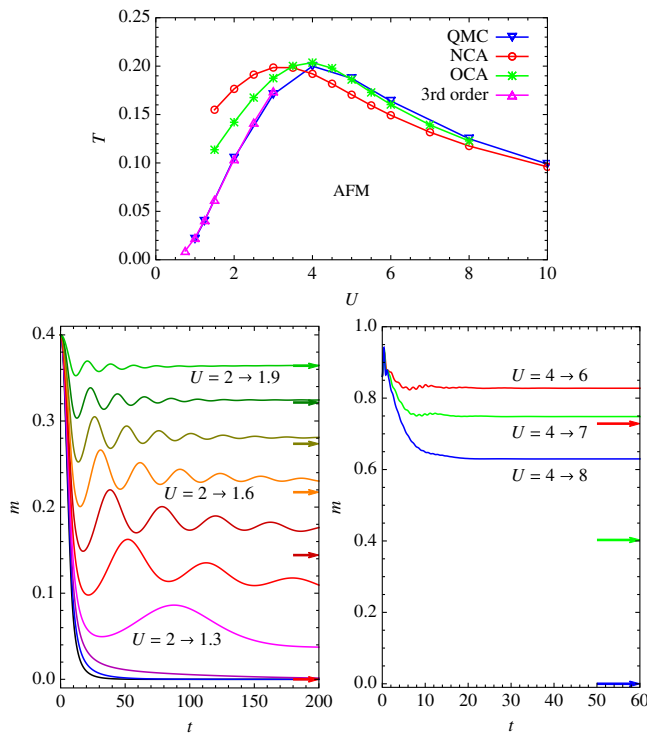 QMC
NCA
OCA
3rd order
0.25
0.20
0.15
0.10
0.05
0.00
T
AFM
0 2 4 6 8 10
U
0.4
0.3
0.2
0.1
0.0
m
U = 2 → 1.9
U = 2 → 1.6
U = 2 → 1.3
0 50 100 150 200
t
1.0
0.8
0.6
0.4
0.2
0.0
m
U = 4 → 6
U = 4 → 7
U = 4 → 8
0 10 20 30 40 50 60
t